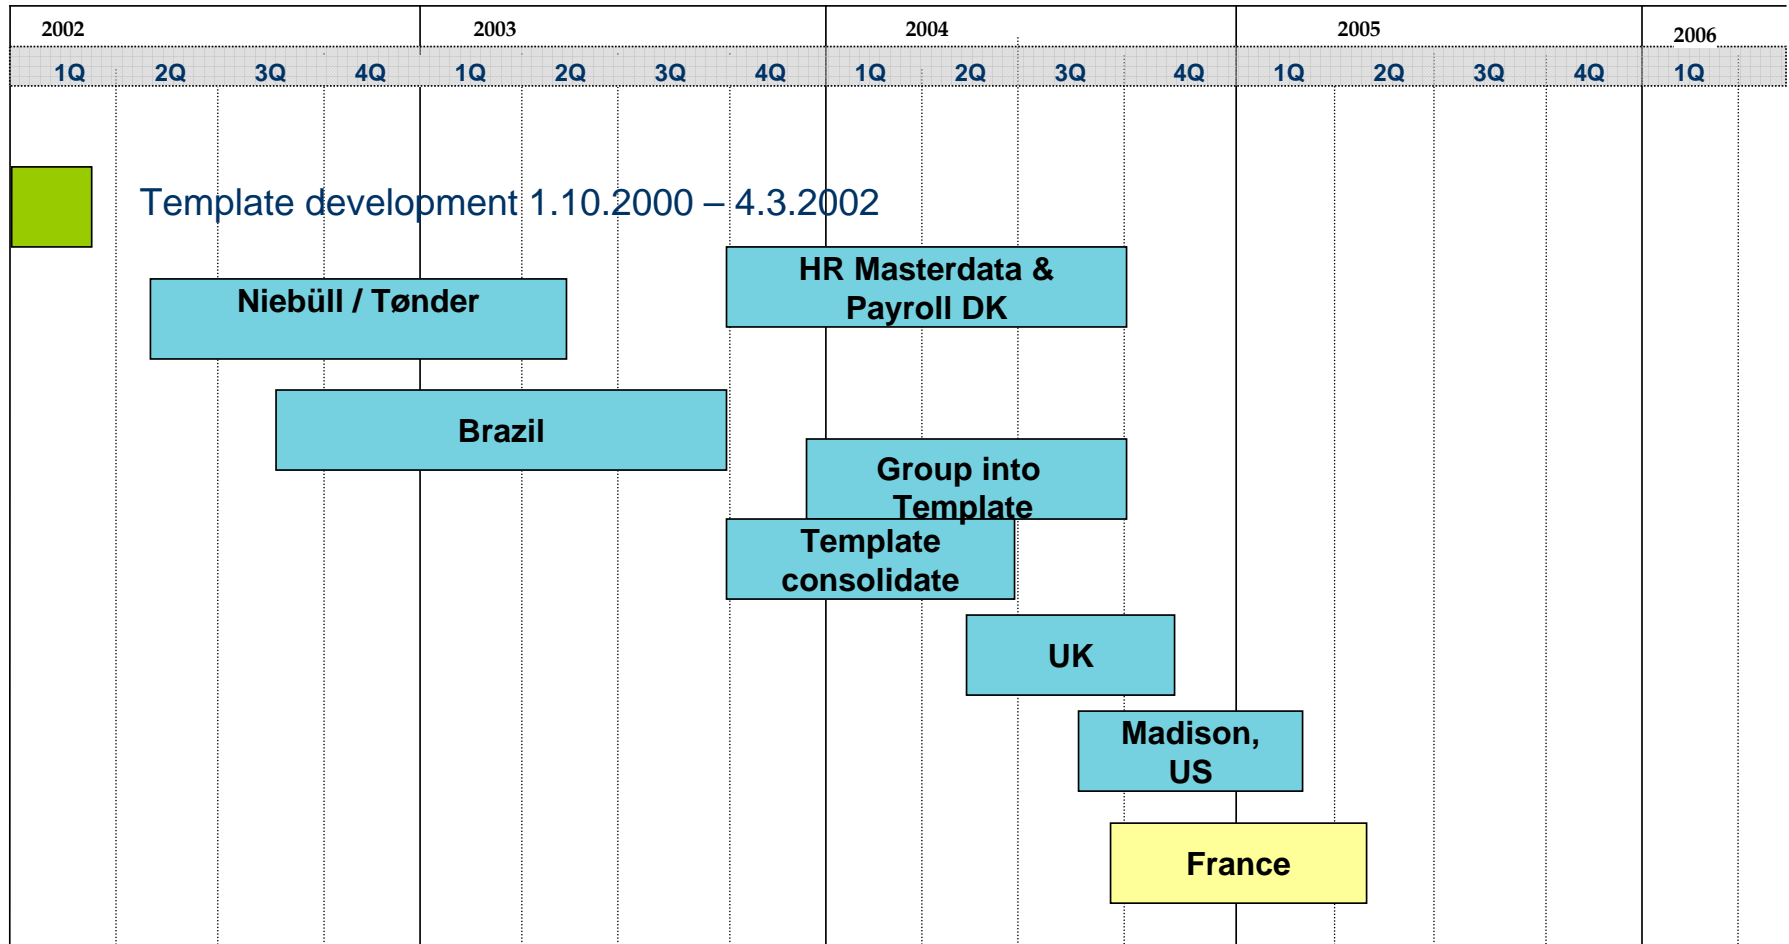 2002 2003 2004 2005 2006
1Q 2Q 3Q 4Q 1Q 2Q 3Q 4Q 1Q 2Q 3Q 4Q 1Q 2Q 3Q 4Q 1Q
Template development 1.10.2000 – 4.3.2002
HR Masterdata &
Payroll DK
Niebüll / Tønder
Brazil
Group into
Template
Template
consolidate
UK
Madison,
US
France